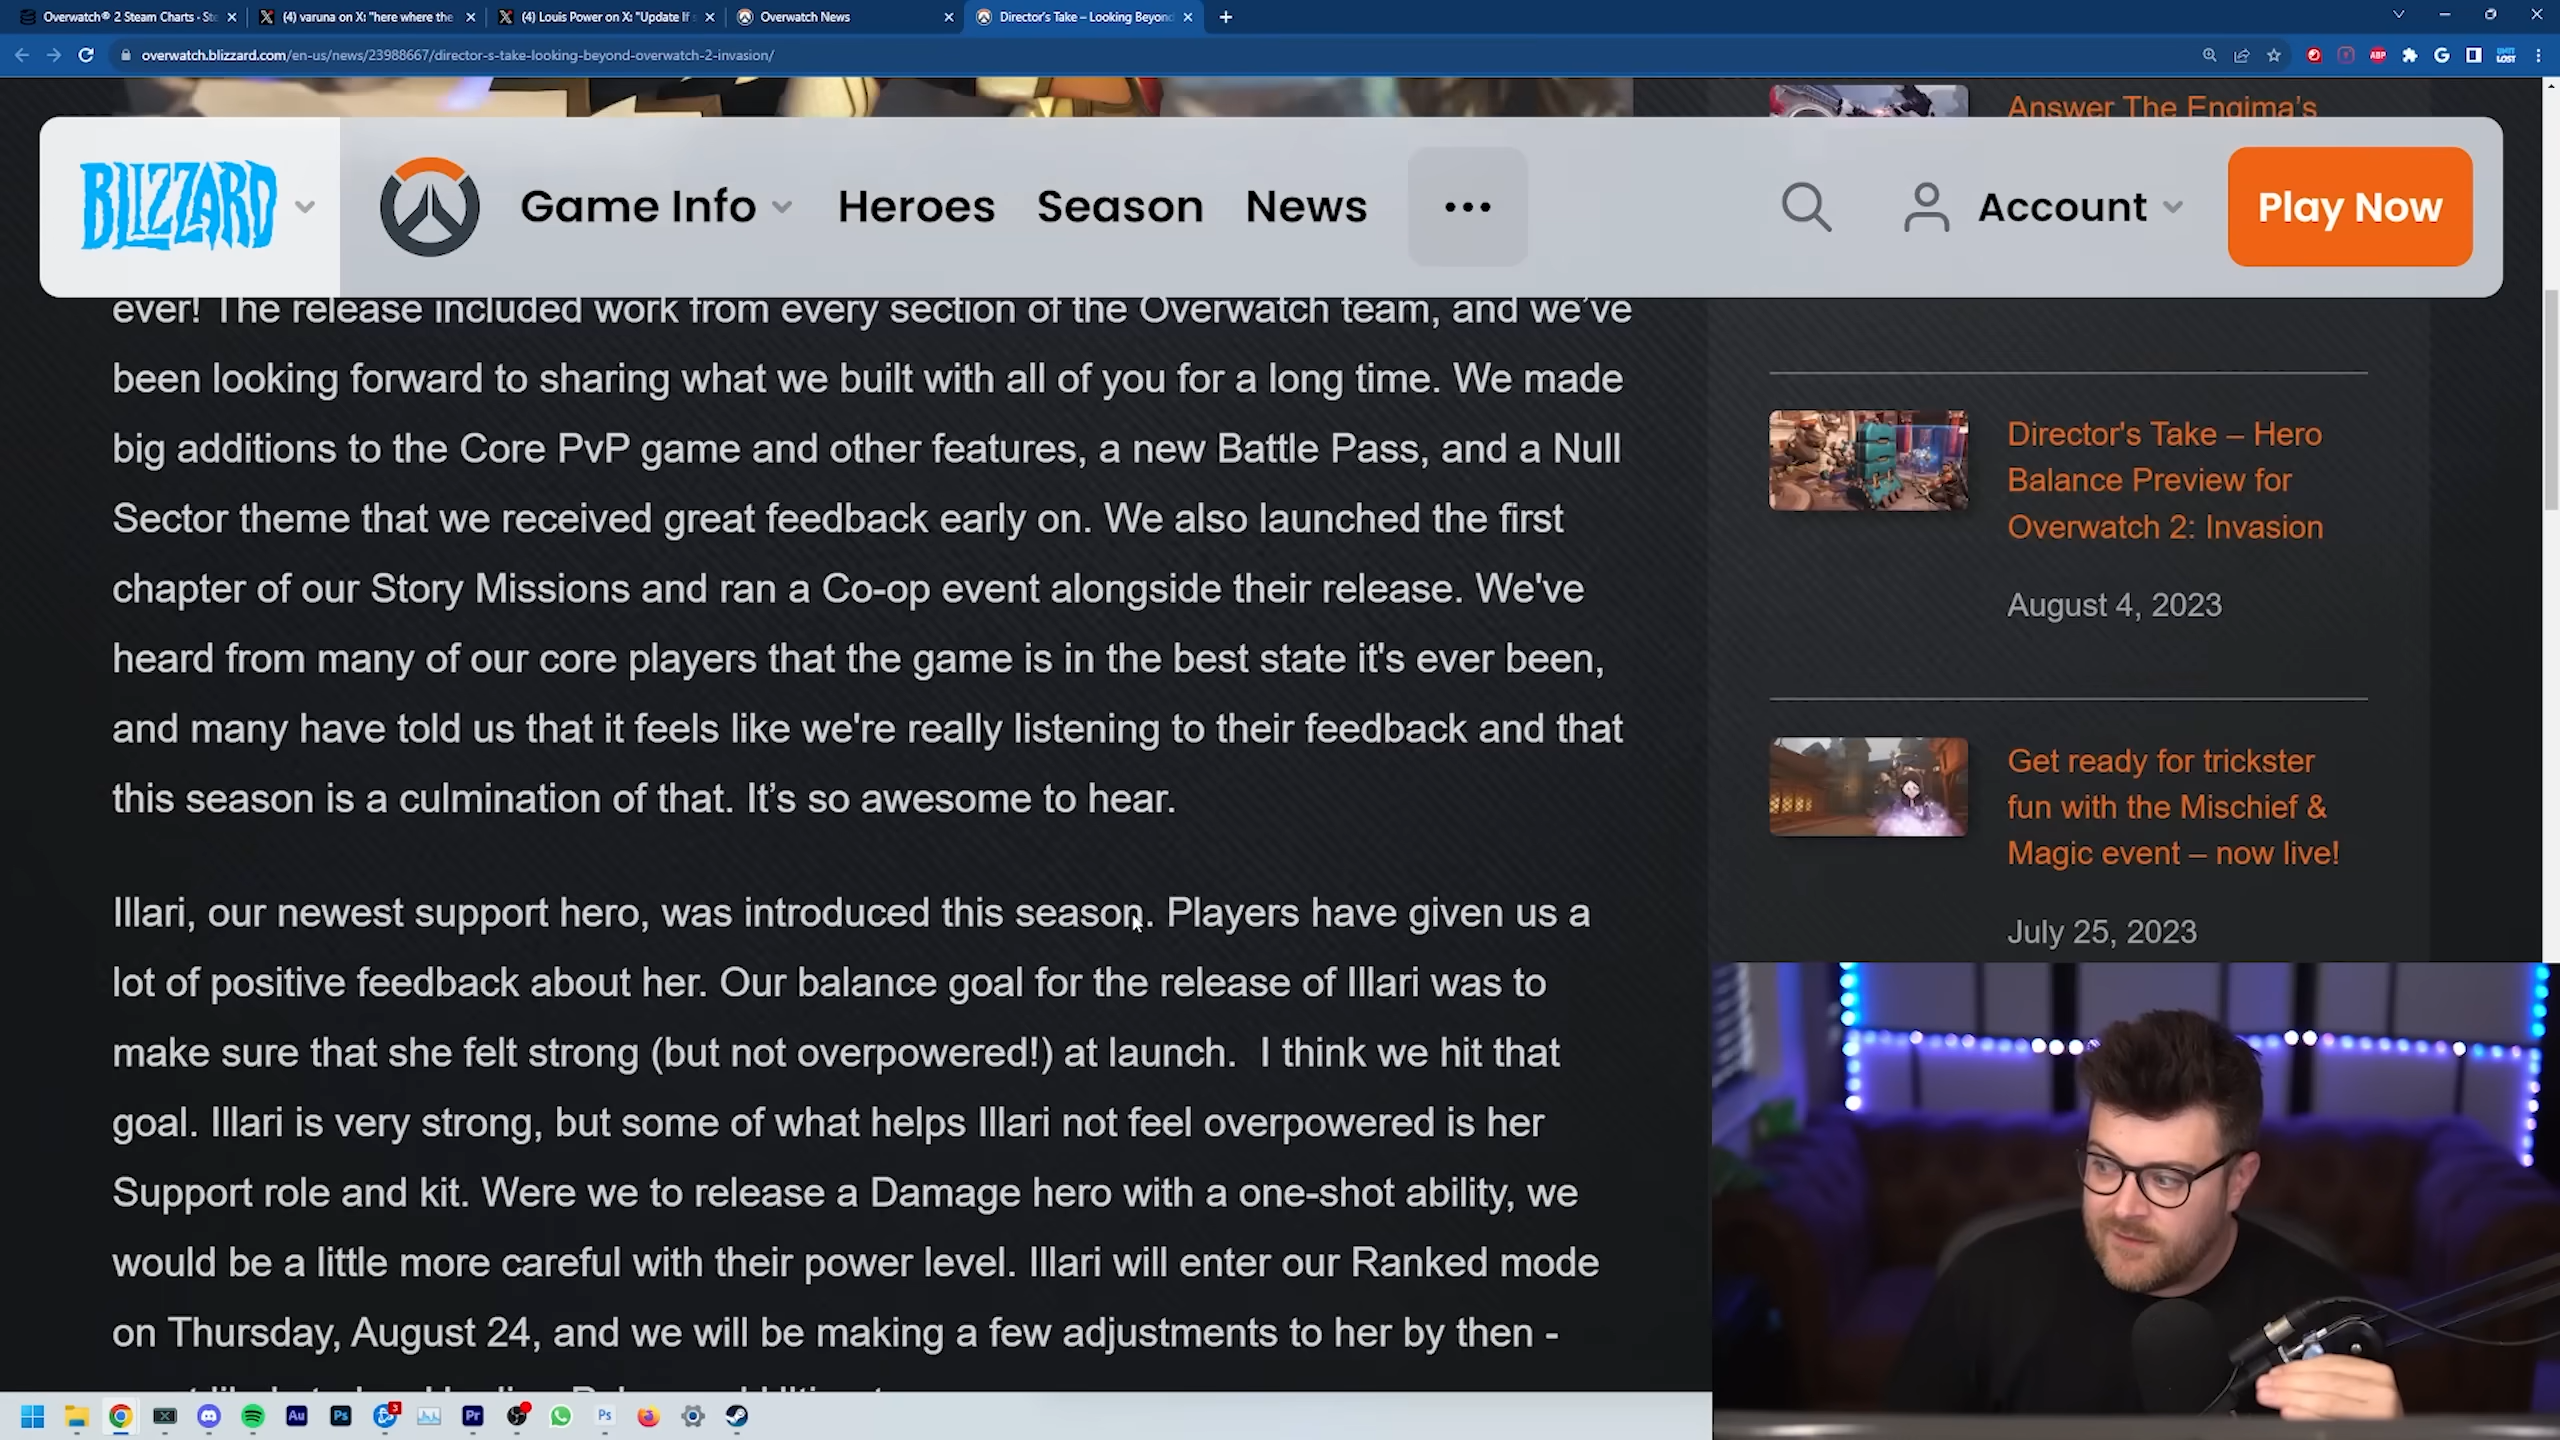 Overwatch® 2 Steam Charts · Ste
(4) varuna on X: "here where the
(4) Louis Power on X: "Update If
Overwatch News
Director's Take – Looking Beyond
overwatch.blizzard.com/en-us/news/23988667/director-s-take-looking-beyond-overwatch-2-invasion/
Answer The Engima's
BLIZZARD
Game Info
Heroes
Season
News
...
Account
Play Now
ever! The release included work from every section of the Overwatch team, and we've
been looking forward to sharing what we built with all of you for a long time. We made
big additions to the Core PvP game and other features, a new Battle Pass, and a Null
Sector theme that we received great feedback early on. We also launched the first
chapter of our Story Missions and ran a Co-op event alongside their release. We've
heard from many of our core players that the game is in the best state it's ever been,
and many have told us that it feels like we're really listening to their feedback and that
this season is a culmination of that. It's so awesome to hear.
Illari, our newest support hero, was introduced this season. Players have given us a
lot of positive feedback about her. Our balance goal for the release of Illari was to
make sure that she felt strong (but not overpowered!) at launch.  I think we hit that
goal. Illari is very strong, but some of what helps Illari not feel overpowered is her
Support role and kit. Were we to release a Damage hero with a one-shot ability, we
would be a little more careful with their power level. Illari will enter our Ranked mode
on Thursday, August 24, and we will be making a few adjustments to her by then -
Director's Take – Hero
Balance Preview for
Overwatch 2: Invasion
August 4, 2023
Get ready for trickster
fun with the Mischief &
Magic event – now live!
July 25, 2023
ABP
G
Au
Ps
3
Pr
Ps